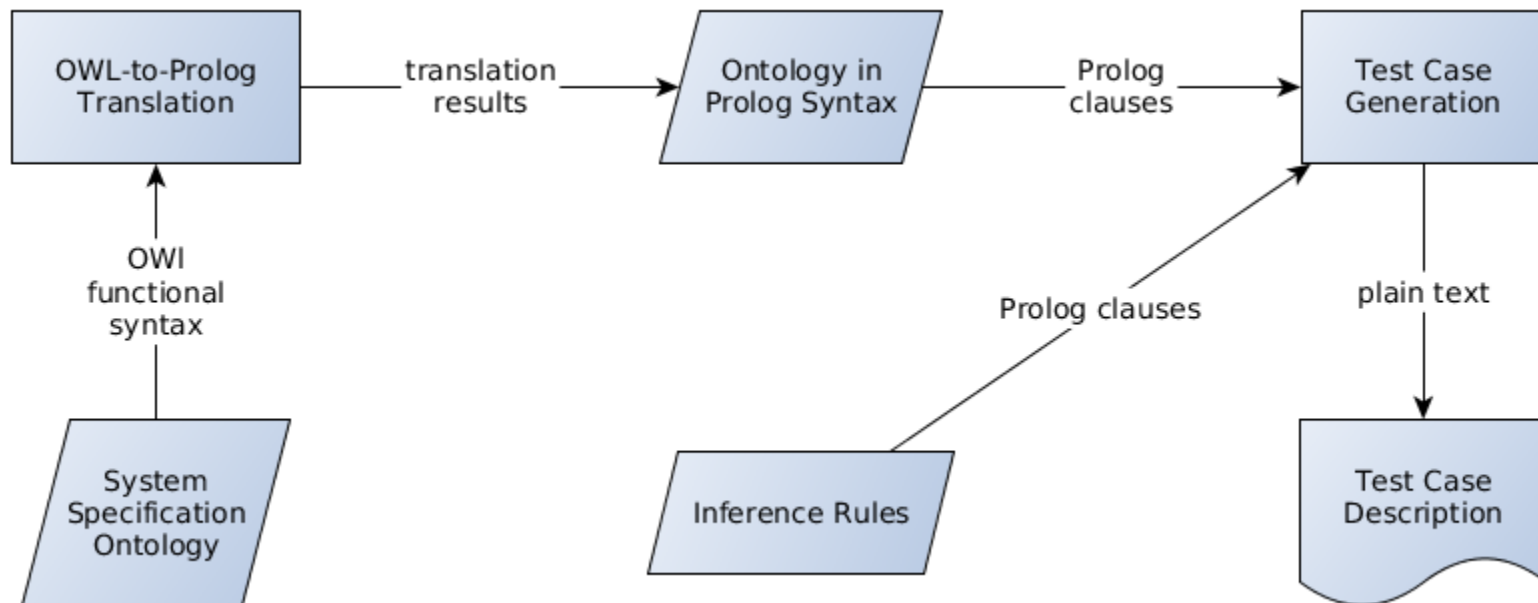 OWL-to-Prolog
Translation
translation
results
Ontology in
Prolog Syntax
Prolog
clauses
Test Case
Generation
OWl
functional
syntax
Prolog clauses
plain text
System
Specification
Ontology
Inference Rules
Test Case
Description